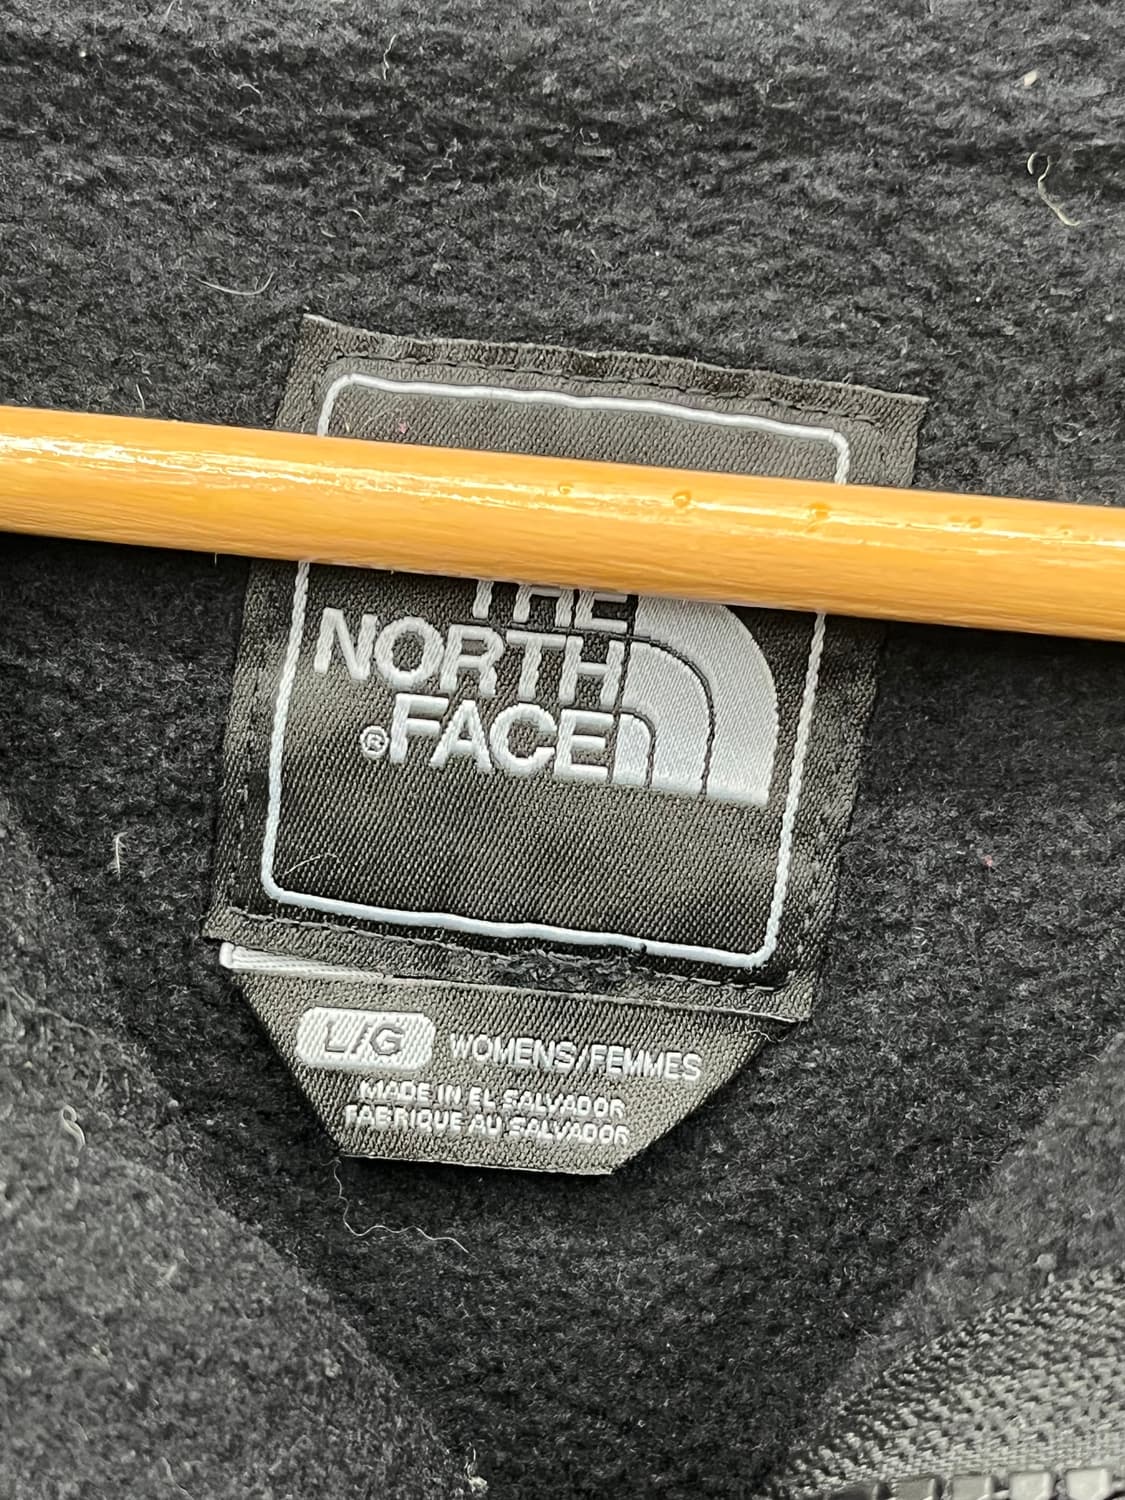 THE
NORTH
®FACE
L/G WOMENS/FEMMES
MADE IN EL SALVADOR
FABRIQUE AU SALVADOR